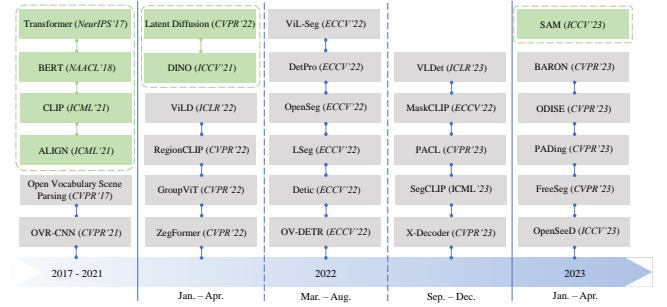 Transformer (NeurIPS'17)
BERT (NAACL'18)
CLIP (ICML'21)
ALIGN (ICML'21)
Open Vocabulary Scene
Parsing (CVPR'17)
OVR-CNN (CVPR'21)
Latent Diffusion (CVPR'22)
DINO (ICCV'21)
ViLD (ICLR'22)
RegionCLIP (CVPR'22)
GroupViT (CVPR'22)
ZegFormer (CVPR'22)
ViL-Seg (ECCV'22)
DetPro (ECCV'22)
OpenSeg (ECCV'22)
LSeg (ECCV'22)
Detic (ECCV'22)
OV-DETR (ECCV'22)
VLDet (ICLR'23)
MaskCLIP (ECCV'22)
PACL (CVPR'23)
SegCLIP (ICML'23)
X-Decoder (CVPR'23)
SAM (ICCV'23)
BARON (CVPR'23)
ODISE (CVPR'23)
PADing (CVPR'23)
FreeSeg (CVPR'23)
OpenSeeD (ICCV'23)
2017 - 2021
2022
2023
Jan. – Apr.
Mar. – Aug.
Sep. – Dec.
Jan. – Apr.